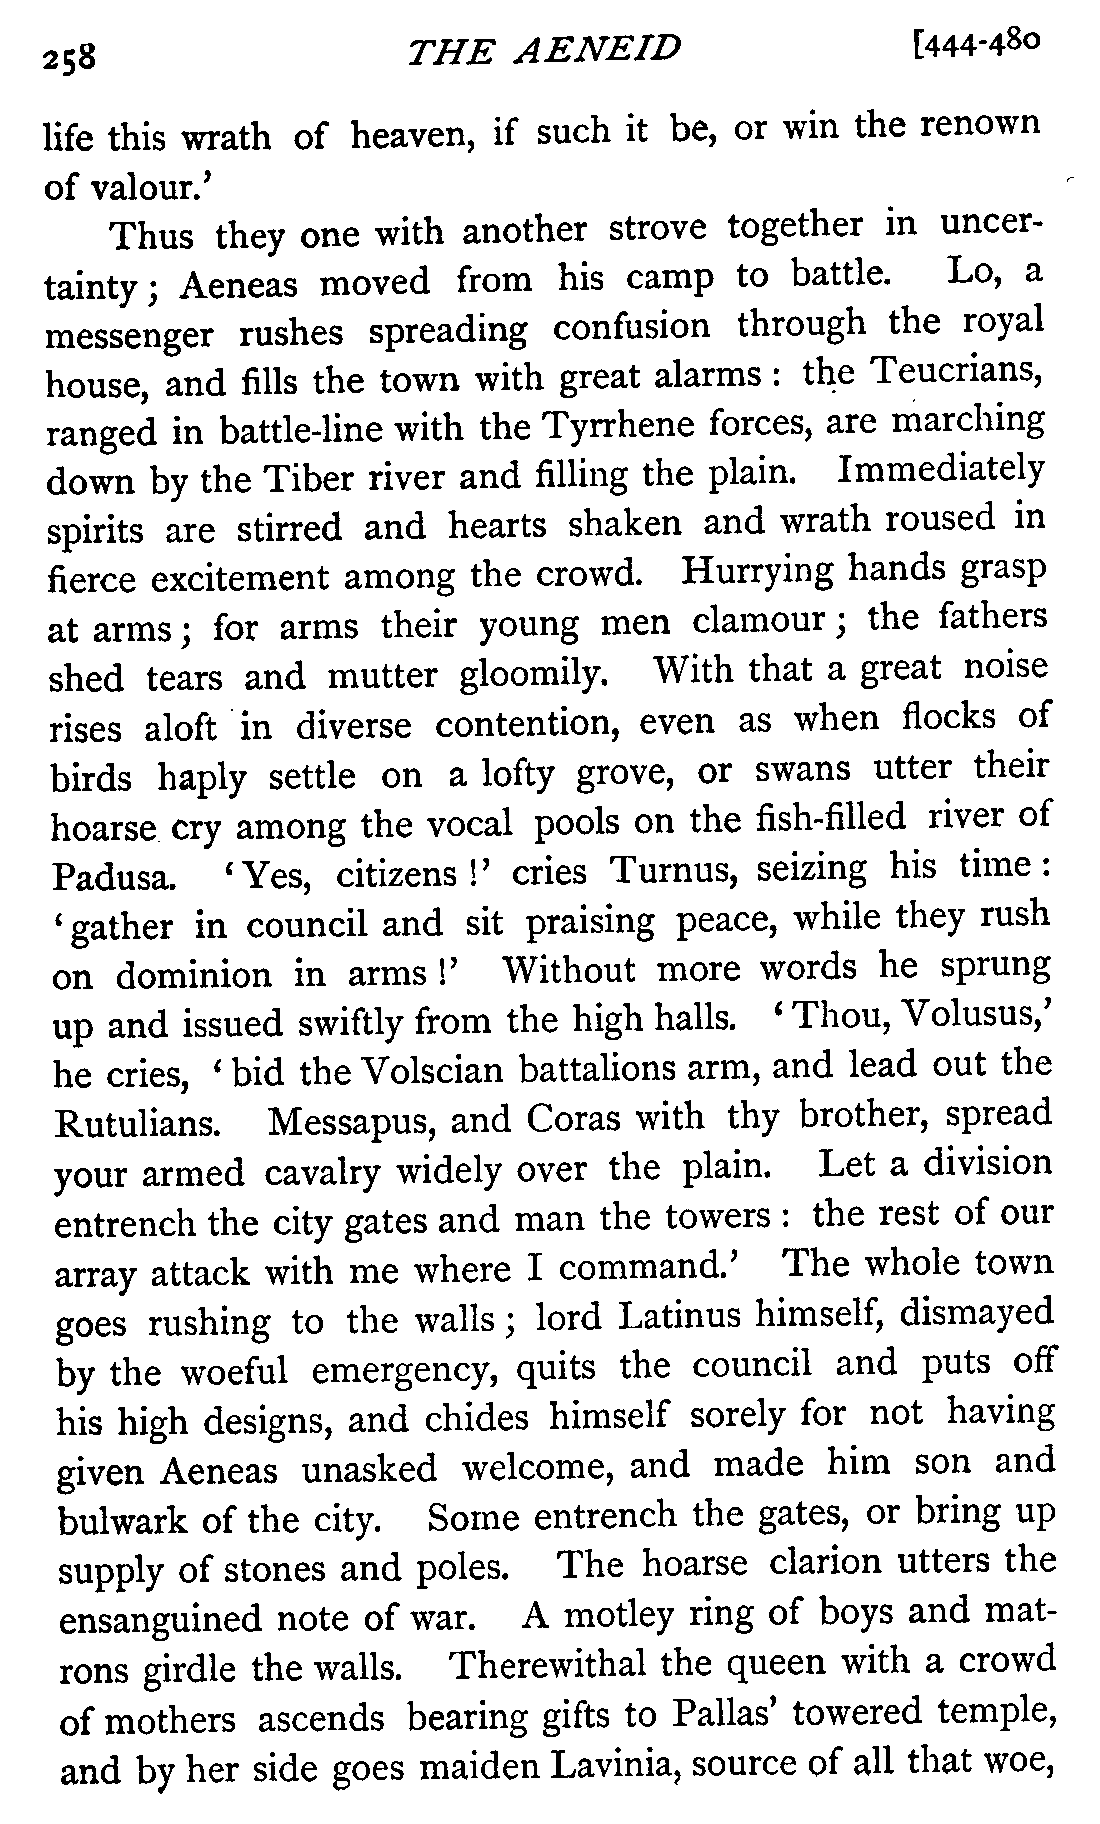 258 THE AENEID [444-480
life this wrath of heaven, if such it be, or win the renown
of valour.'
Thus they one with another strove together in uncer-
tainty ; Aeneas moved from his camp to battle. Lo, a
messenger rushes spreading confusion through the royal
house, and fills the town with great alarms : the Teucrians,
ranged in battle-line with the Tyrrhene forces, are marching
down by the Tiber river and filling the plain. Immediately
spirits are stirred and hearts shaken and wrath roused in
fierce excitement among the crowd. Hurrying hands grasp
at arms ; for arms their young men clamour ; the fathers
shed tears and mutter gloomily. With that a great noise
rises aloft in diverse contention, even as when flocks of
birds haply settle on a lofty grove, or swans utter their
hoarse cry among the vocal pools on the fish-filled river of
Padusa. 'Yes, citizens !' cries Turnus, seizing his time :
'gather in council and sit praising peace, while they rush
on dominion in arms !' Without more words he sprung
up and issued swiftly from the high halls. 'Thou, Volusus,'
he cries, 'bid the Volscian battalions arm, and lead out the
Rutulians. Messapus, and Coras with thy brother, spread
your armed cavalry widely over the plain. Let a division
entrench the city gates and man the towers : the rest of our
array attack with me where I command.' The whole town
goes rushing to the walls ; lord Latinus himself, dismayed
by the woeful emergency, quits the council and puts off
his high designs, and chides himself sorely for not having
given Aeneas unasked welcome, and made him son and
bulwark of the city. Some entrench the gates, or bring up
supply of stones and poles. The hoarse clarion utters the
ensanguined note of war. A motley ring of boys and mat-
rons girdle the walls. Therewithal the queen with a crowd
of mothers ascends bearing gifts to Pallas' towered temple,
and by her side goes maiden Lavinia, source of all that woe,